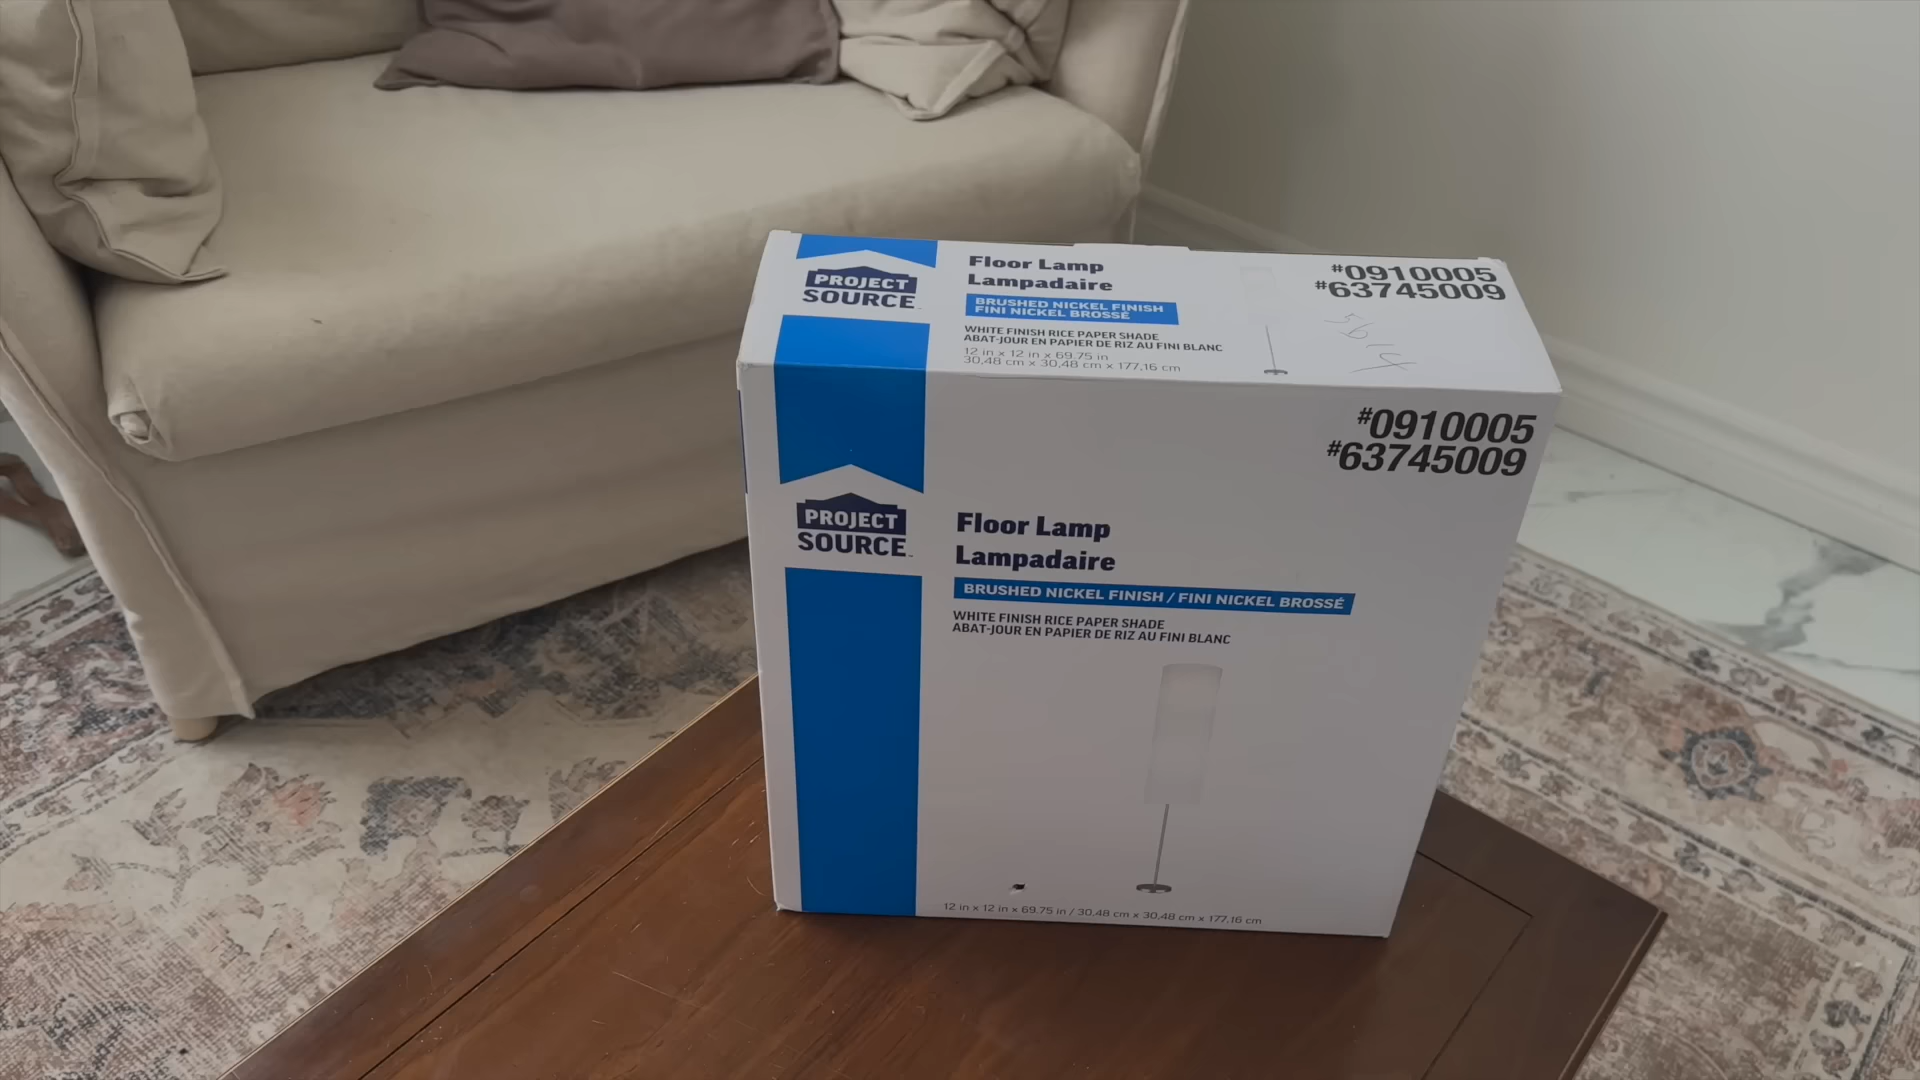 PROJECT
SOURCE
Floor Lamp
Lampadaire
BRUSHED NICKEL FINISH
FINI NICKEL BROSSÉ
WHITE FINISH RICE PAPER SHADE
ABAT-JOUR EN PAPIER DE RIZ AU FINI BLANC
12 in x 12 in x 69.75 in
30,48 cm x 30,48 cm x 177,16 cm
#0910005
#63745009
#0910005
#63745009
PROJECT
SOURCE
Floor Lamp
Lampadaire
BRUSHED NICKEL FINISH / FINI NICKEL BROSSÉ
WHITE FINISH RICE PAPER SHADE
ABAT-JOUR EN PAPIER DE RIZ AU FINI BLANC
12 in x 12 in x 69.75 in / 30,48 cm x 30,48 cm x 177,16 cm